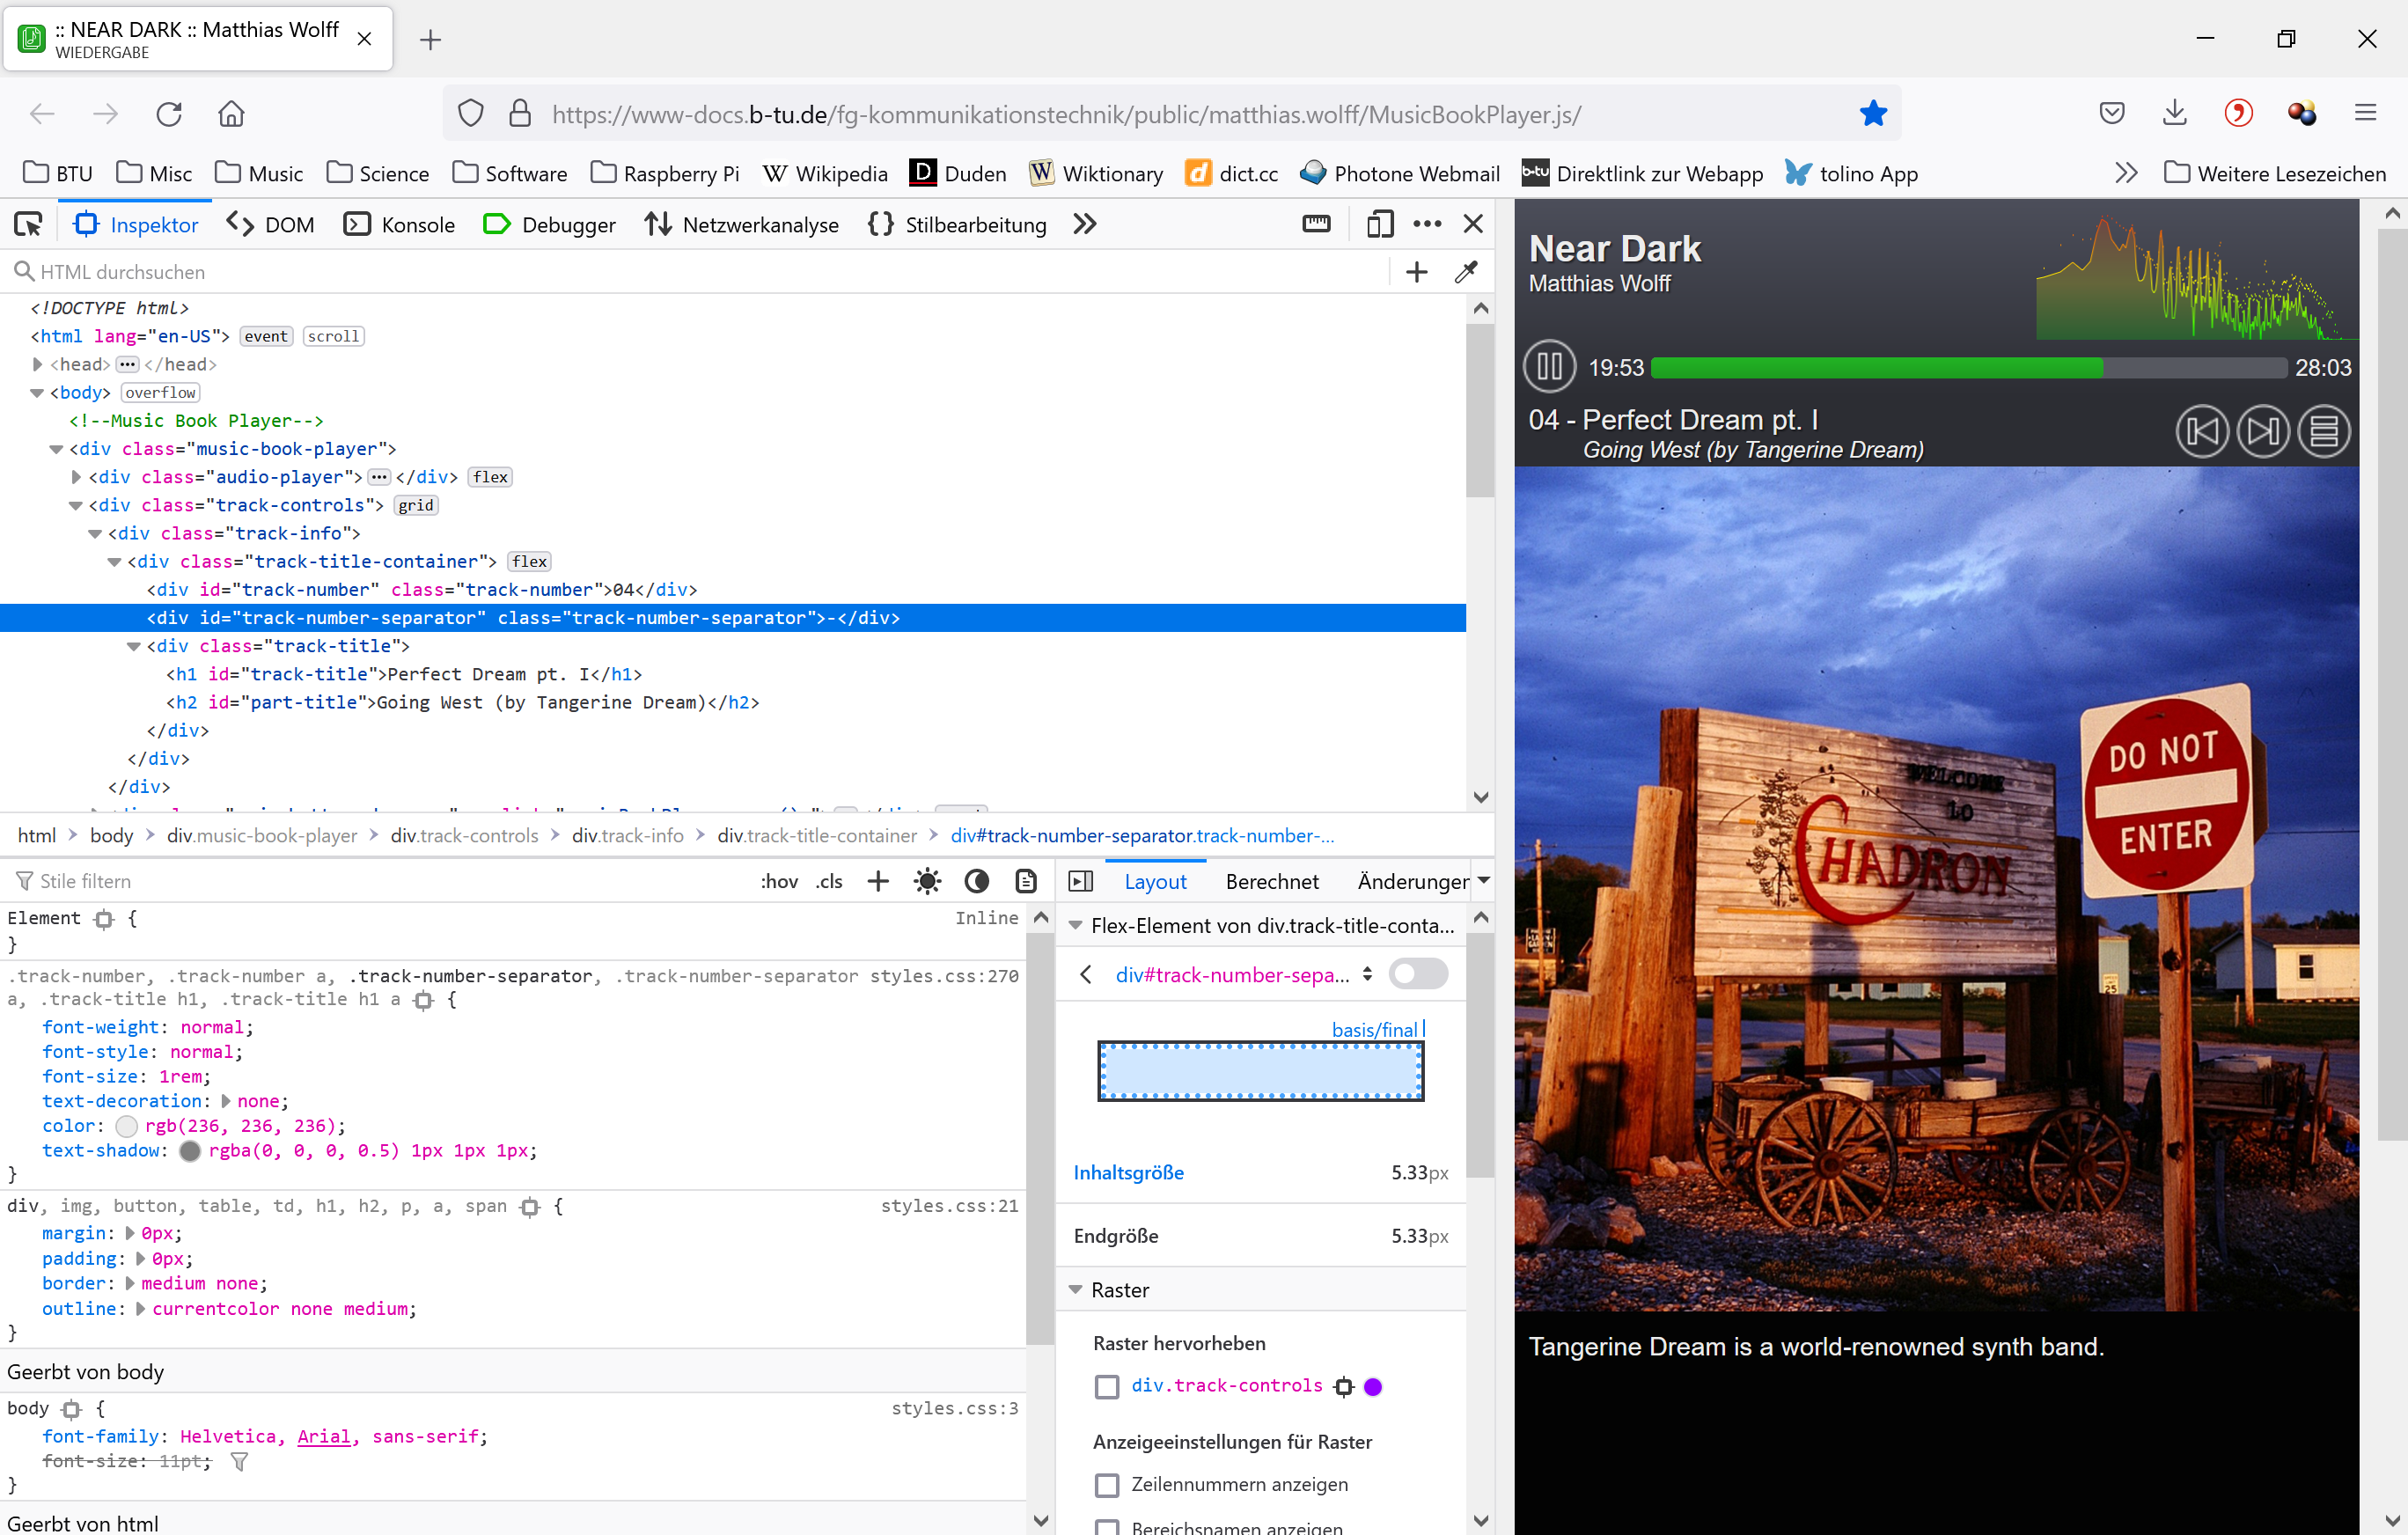 :: NEAR DARK :: Matthias Wolff
WIEDERGABE
https://www-docs.b-tu.de/fg-kommunikationstechnik/public/matthias.wolff/MusicBookPlayer.js/
BTU Misc Music Science Software Raspberry Pi W Wikipedia D Duden W Wiktionary d dict.cc Photone Webmail b-tu Direktlink zur Webapp tolino App Weitere Lesezeichen
Inspektor DOM Konsole Debugger Netzwerkanalyse Stilbearbeitung
HTML durchsuchen
<!DOCTYPE html>
<html lang="en-US"> event scroll
<head> ••• </head>
<body> overflow
<!--Music Book Player-->
<div class="music-book-player">
<div class="audio-player"> ••• </div> flex
<div class="track-controls"> grid
<div class="track-info">
<div class="track-title-container"> flex
<div id="track-number" class="track-number">04</div>
<div id="track-number-separator" class="track-number-separator">-</div>
<div class="track-title">
<h1 id="track-title">Perfect Dream pt. I</h1>
<h2 id="part-title">Going West (by Tangerine Dream)</h2>
</div>
</div>
</div>
html body div.music-book-player div.track-controls div.track-info div.track-title-container div#track-number-separator.track-number-...
Stile filtern :hov .cls
Element {
Inline
}
.track-number, .track-number a, .track-number-separator, .track-number-separator styles.css:270
a, .track-title h1, .track-title h1 a {
font-weight: normal;
font-style: normal;
font-size: 1rem;
text-decoration: none;
color: rgb(236, 236, 236);
text-shadow: rgba(0, 0, 0, 0.5) 1px 1px 1px;
}
div, img, button, table, td, h1, h2, p, a, span { styles.css:21
margin: 0px;
padding: 0px;
border: medium none;
outline: currentcolor none medium;
}
Geerbt von body
body { styles.css:3
font-family: Helvetica, Arial, sans-serif;
font-size: 11pt;
}
Geerbt von html
Layout Berechnet Änderunger
Flex-Element von div.track-title-conta...
div#track-number-sepa...
basis/final
Inhaltsgröße 5.33px
Endgröße 5.33px
Raster
Raster hervorheben
div.track-controls
Anzeigeeinstellungen für Raster
Zeilennummern anzeigen
Bereichsnamen anzeigen
Near Dark
Matthias Wolff
19:53 28:03
04 - Perfect Dream pt. I
Going West (by Tangerine Dream)
WELCOME
to
CHADRON
DO NOT
ENTER
25
Tangerine Dream is a world-renowned synth band.